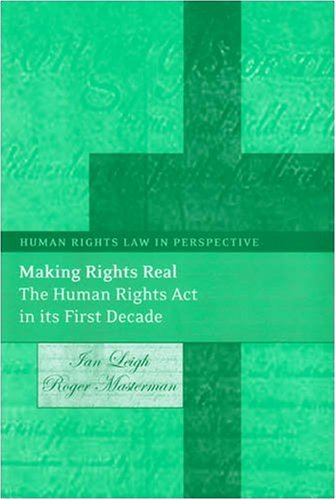 HUMAN RIGHTS LAW IN PERSPECTIVE
Making Rights Real
The Human Rights Act
in its First Decade
Ian Leigh
Roger Masterman